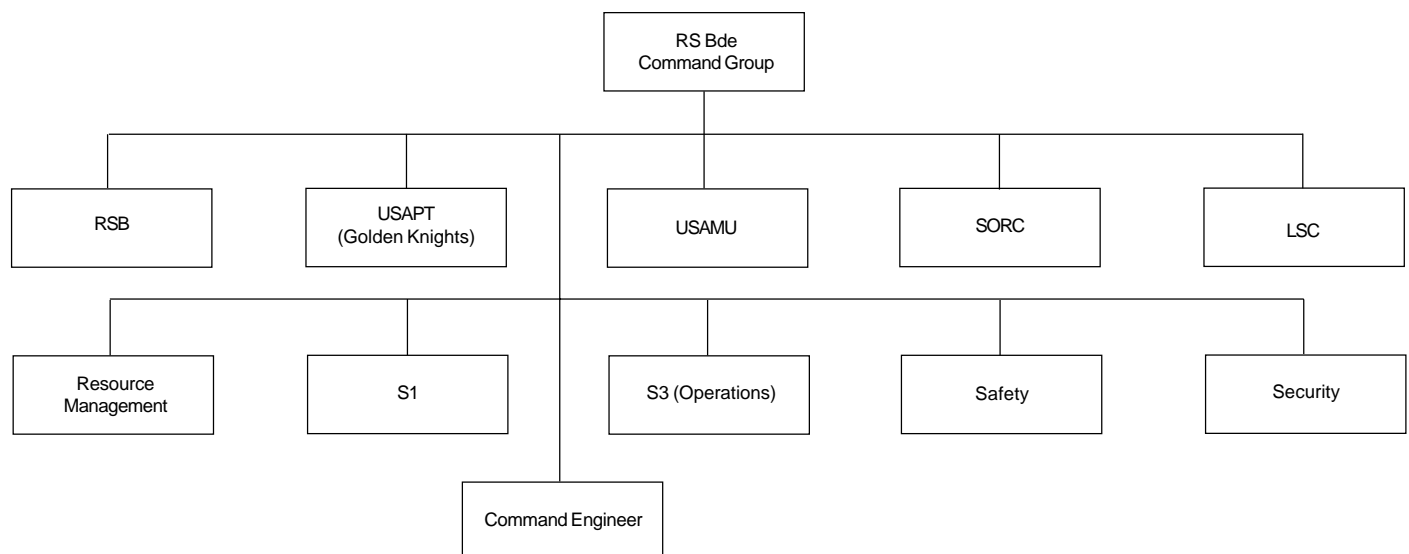 RS Bde
Command Group
RSB
USAPT
(Golden Knights)
USAMU
SORC
LSC
Resource
Management
S1
S3 (Operations)
Safety
Security
Command Engineer